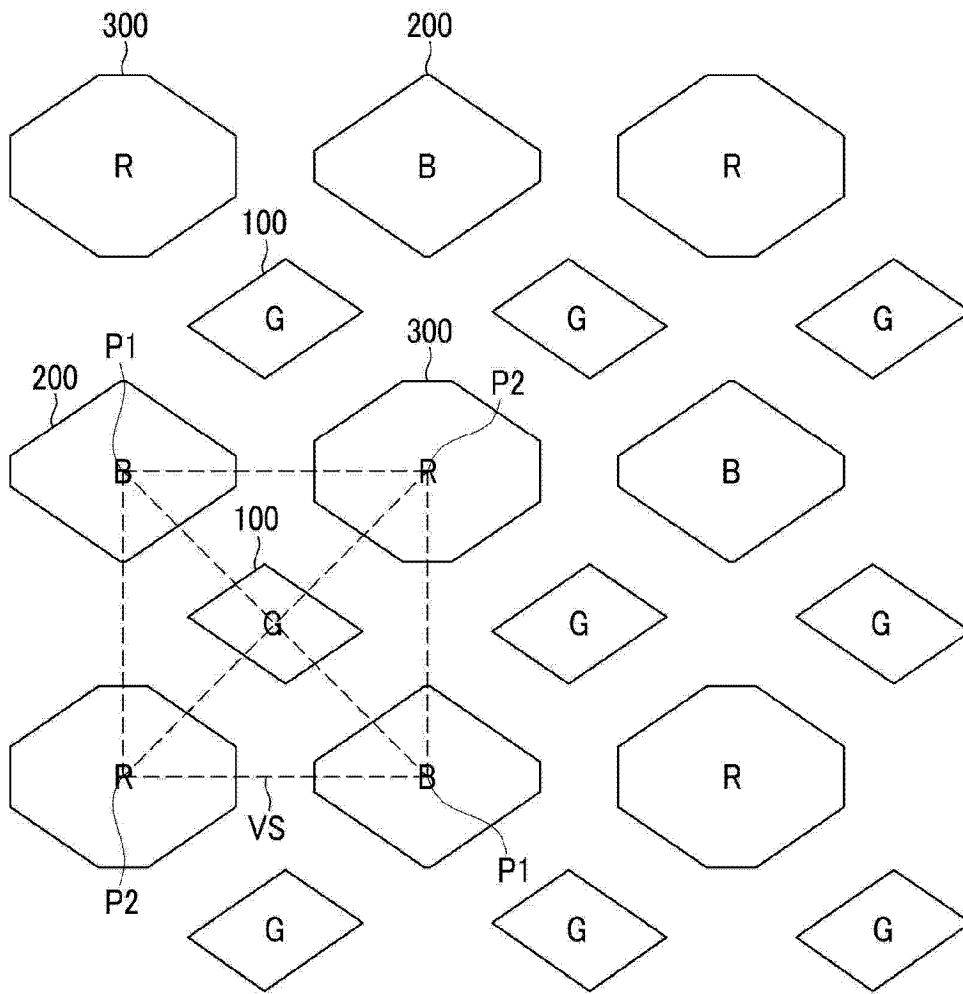 300 200
R B R
100
G G G
P1 300 P2
200
B R B
100
G G G
R B R
VS
P2 P1
G G G